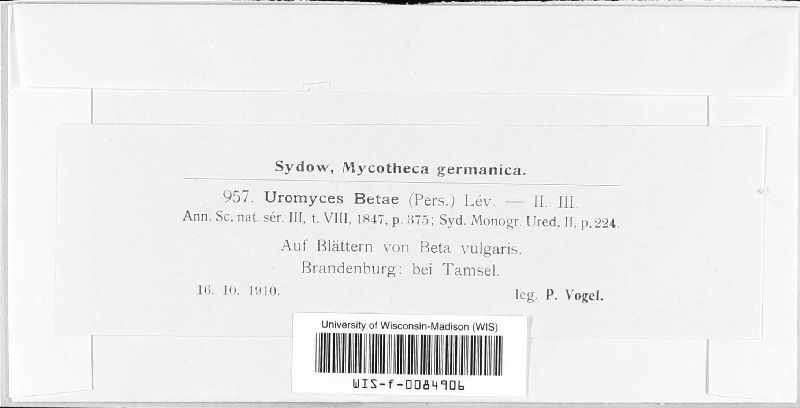 Sydow, Mycotheca germanica.
957. Uromyces Betae (Pers.) Lév. — II. III.
Ann. Sc. nat. sér. III, t. VIII, 1847, p. 375; Syd. Monogr. Ured. II, p. 224.
Auf Blättern von Beta vulgaris.
Brandenburg: bei Tamsel.
16. 10. 1910. leg. P. Vogel.
University of Wisconsin-Madison (WIS)
WIS-f-0084906